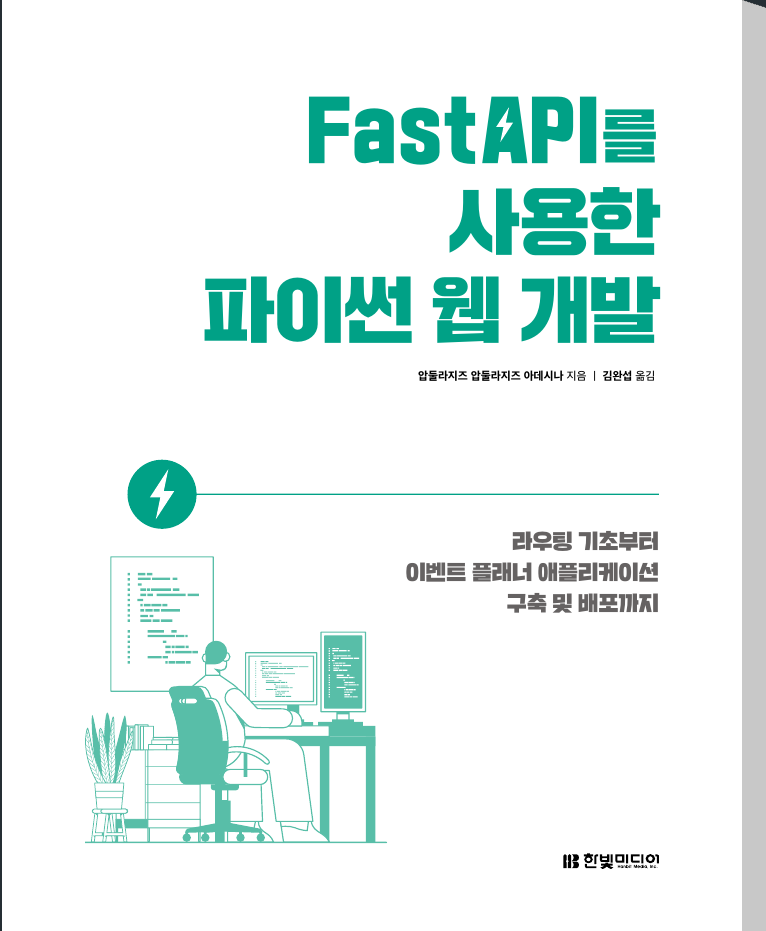 FastAPI를
사용한
파이썬 웹 개발
압둘라지즈 압둘라지즈 아데시나 지음 | 김완섭 옮김
라우팅 기초부터
이벤트 플래너 애플리케이션
구축 및 배포까지
한빛미디어
Hanbit Media, Inc.